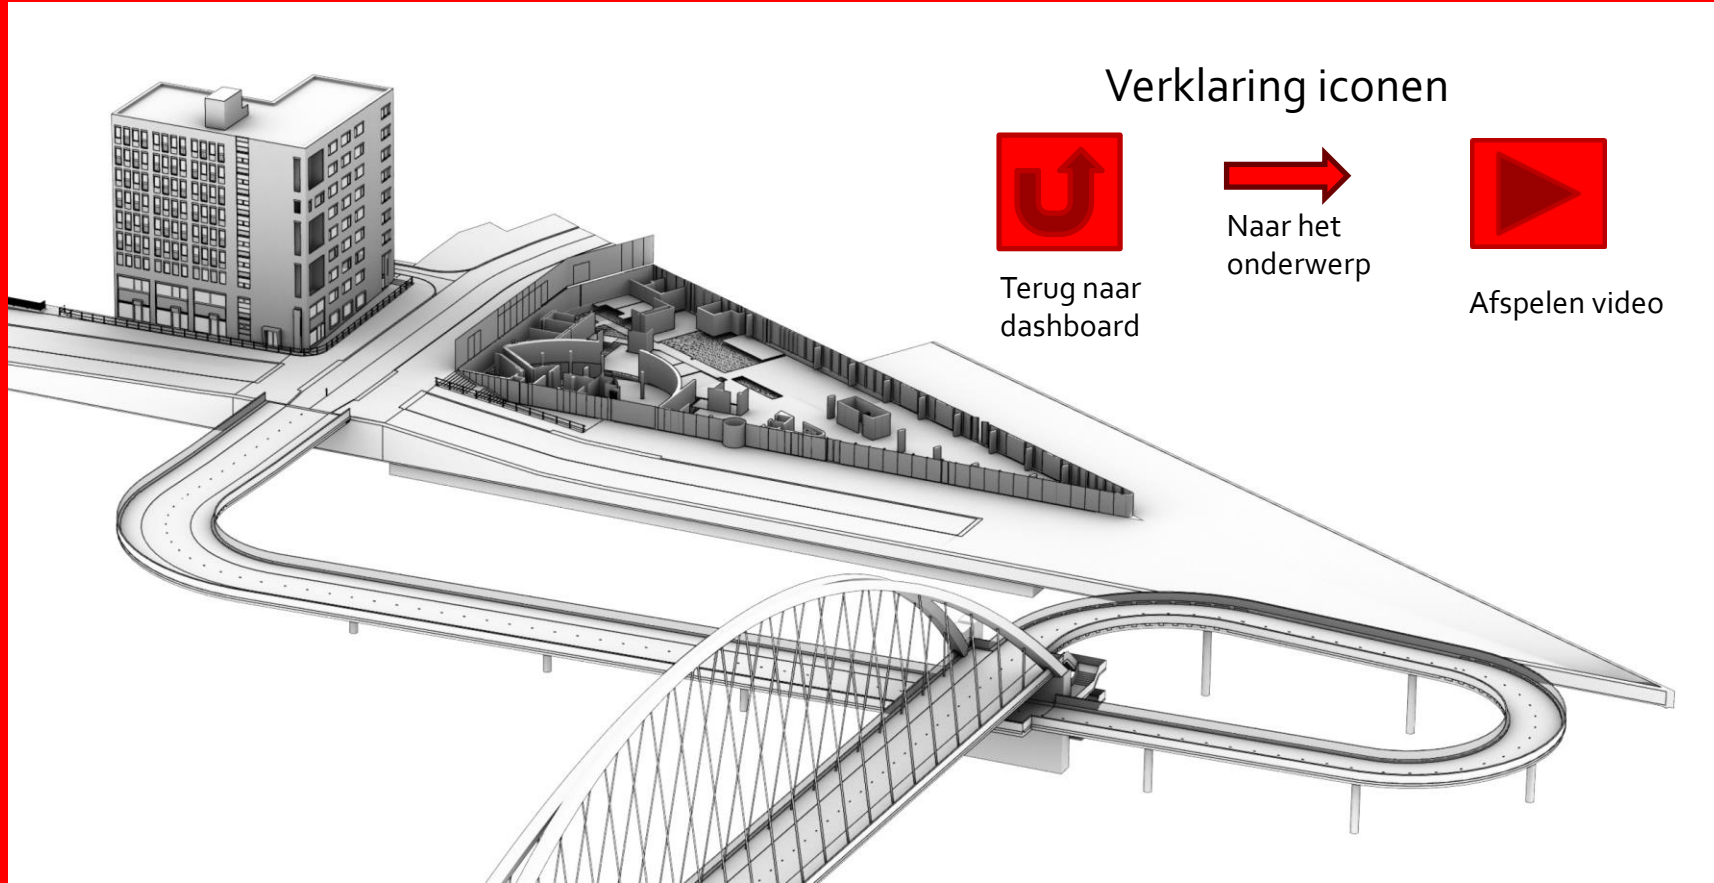 Verklaring iconen
Terug naar
dashboard
Naar het
onderwerp
Afspelen video